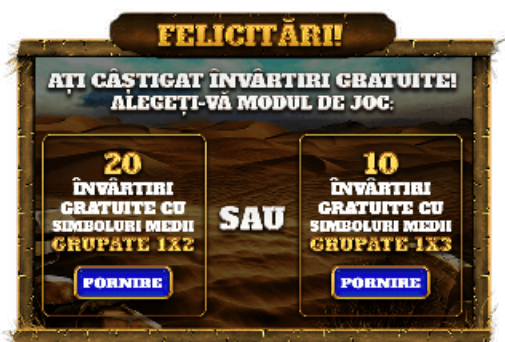 FELICITĂRI!
AȚI CÂȘTIGAT ÎNVÂRTIRI GRATUITE!
ALEGEȚI-VĂ MODUL DE JOC:
20
ÎNVÂRTIRI
GRATUITE CU
SIMBOLURI MEDII
GRUPATE 1X2
PORNIRE
SAU
10
ÎNVÂRTIRI
GRATUITE CU
SIMBOLURI MEDII
GRUPATE 1X3
PORNIRE